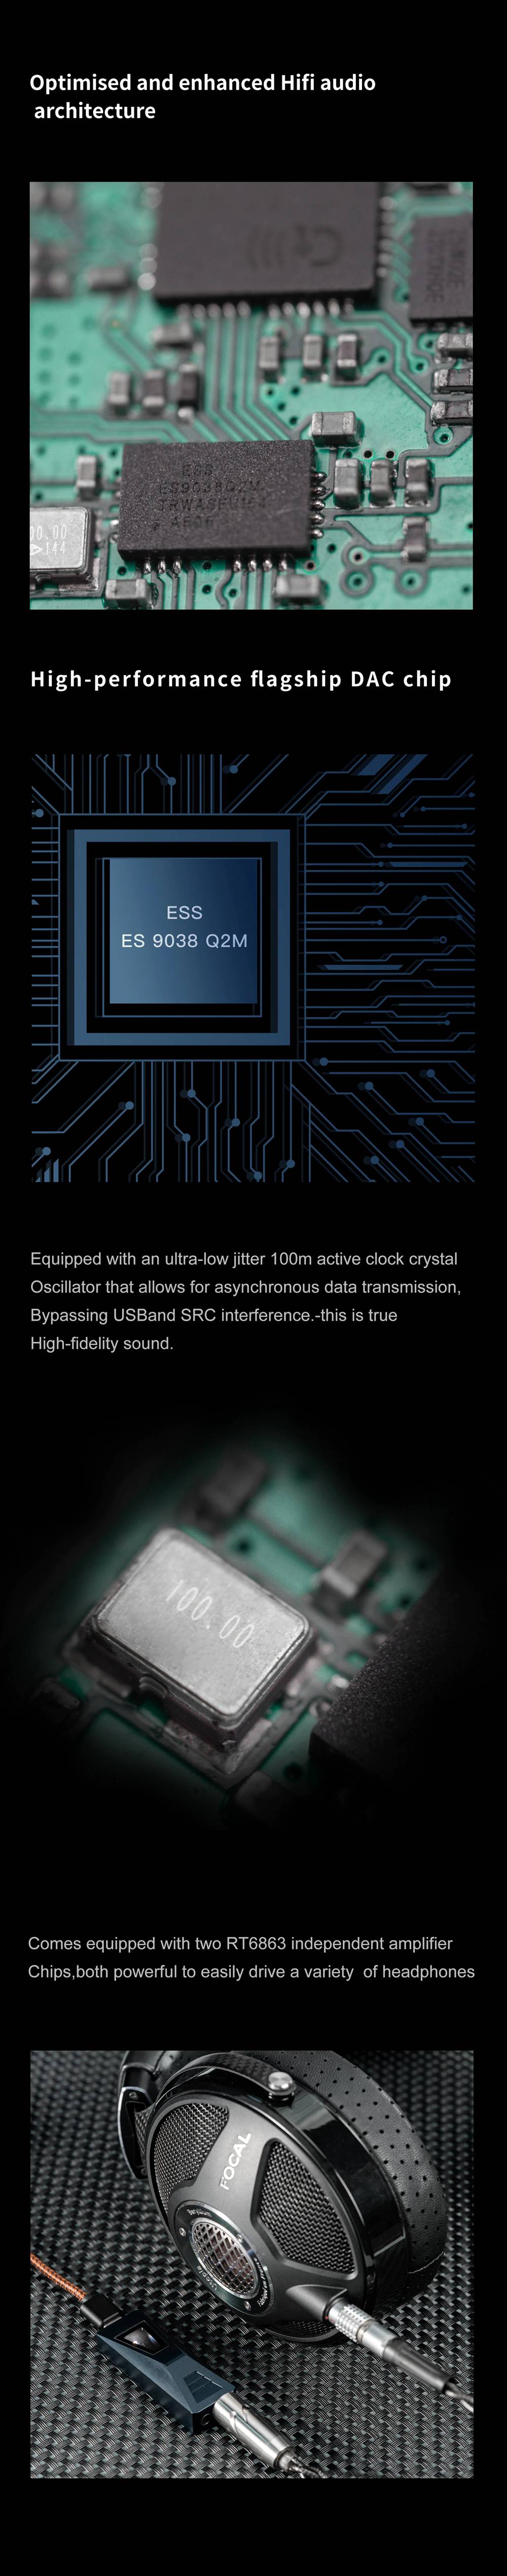 Optimised and enhanced Hifi audio
architecture
ESS
ES9038Q2M
100.00
High-performance flagship DAC chip
ESS
ES 9038 Q2M
Equipped with an ultra-low jitter 100m active clock crystal
Oscillator that allows for asynchronous data transmission,
Bypassing USBand SRC interference.-this is true
High-fidelity sound.
100.00
Comes equipped with two RT6863 independent amplifier
Chips,both powerful to easily drive a variety of headphones
FOCAL
Utopia